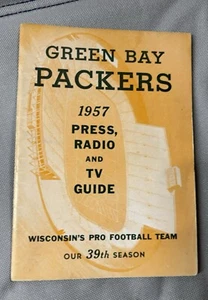 GREEN BAY
PACKERS
1957
PRESS,
RADIO
AND
TV
GUIDE
WISCONSIN'S PRO FOOTBALL TEAM
OUR 39th SEASON